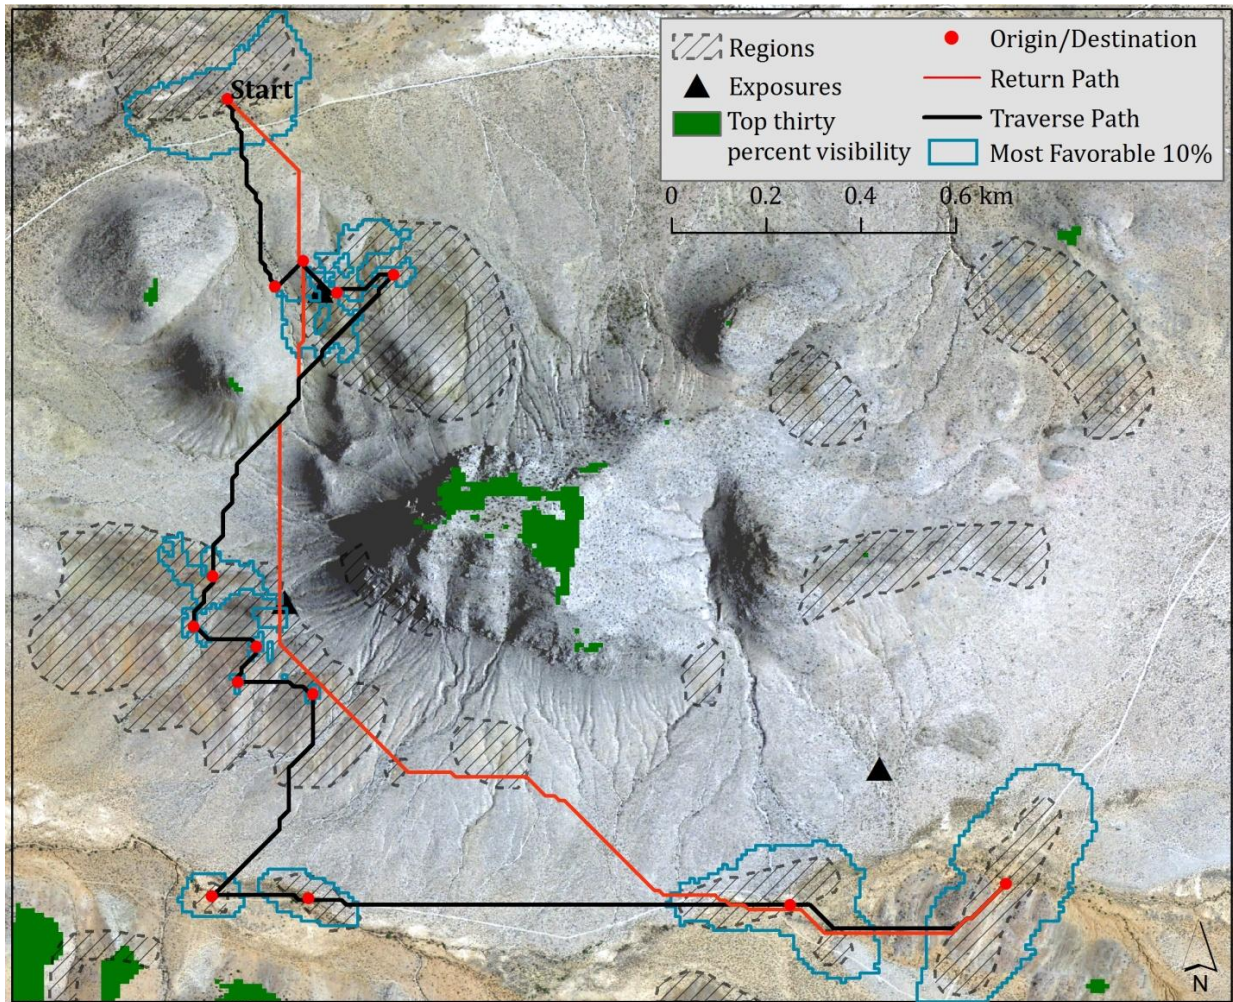 Start
Regions
Exposures
Top thirty
percent visibility
Origin/Destination
Return Path
Traverse Path
Most Favorable 10%
0 0.2 0.4 0.6 km
N